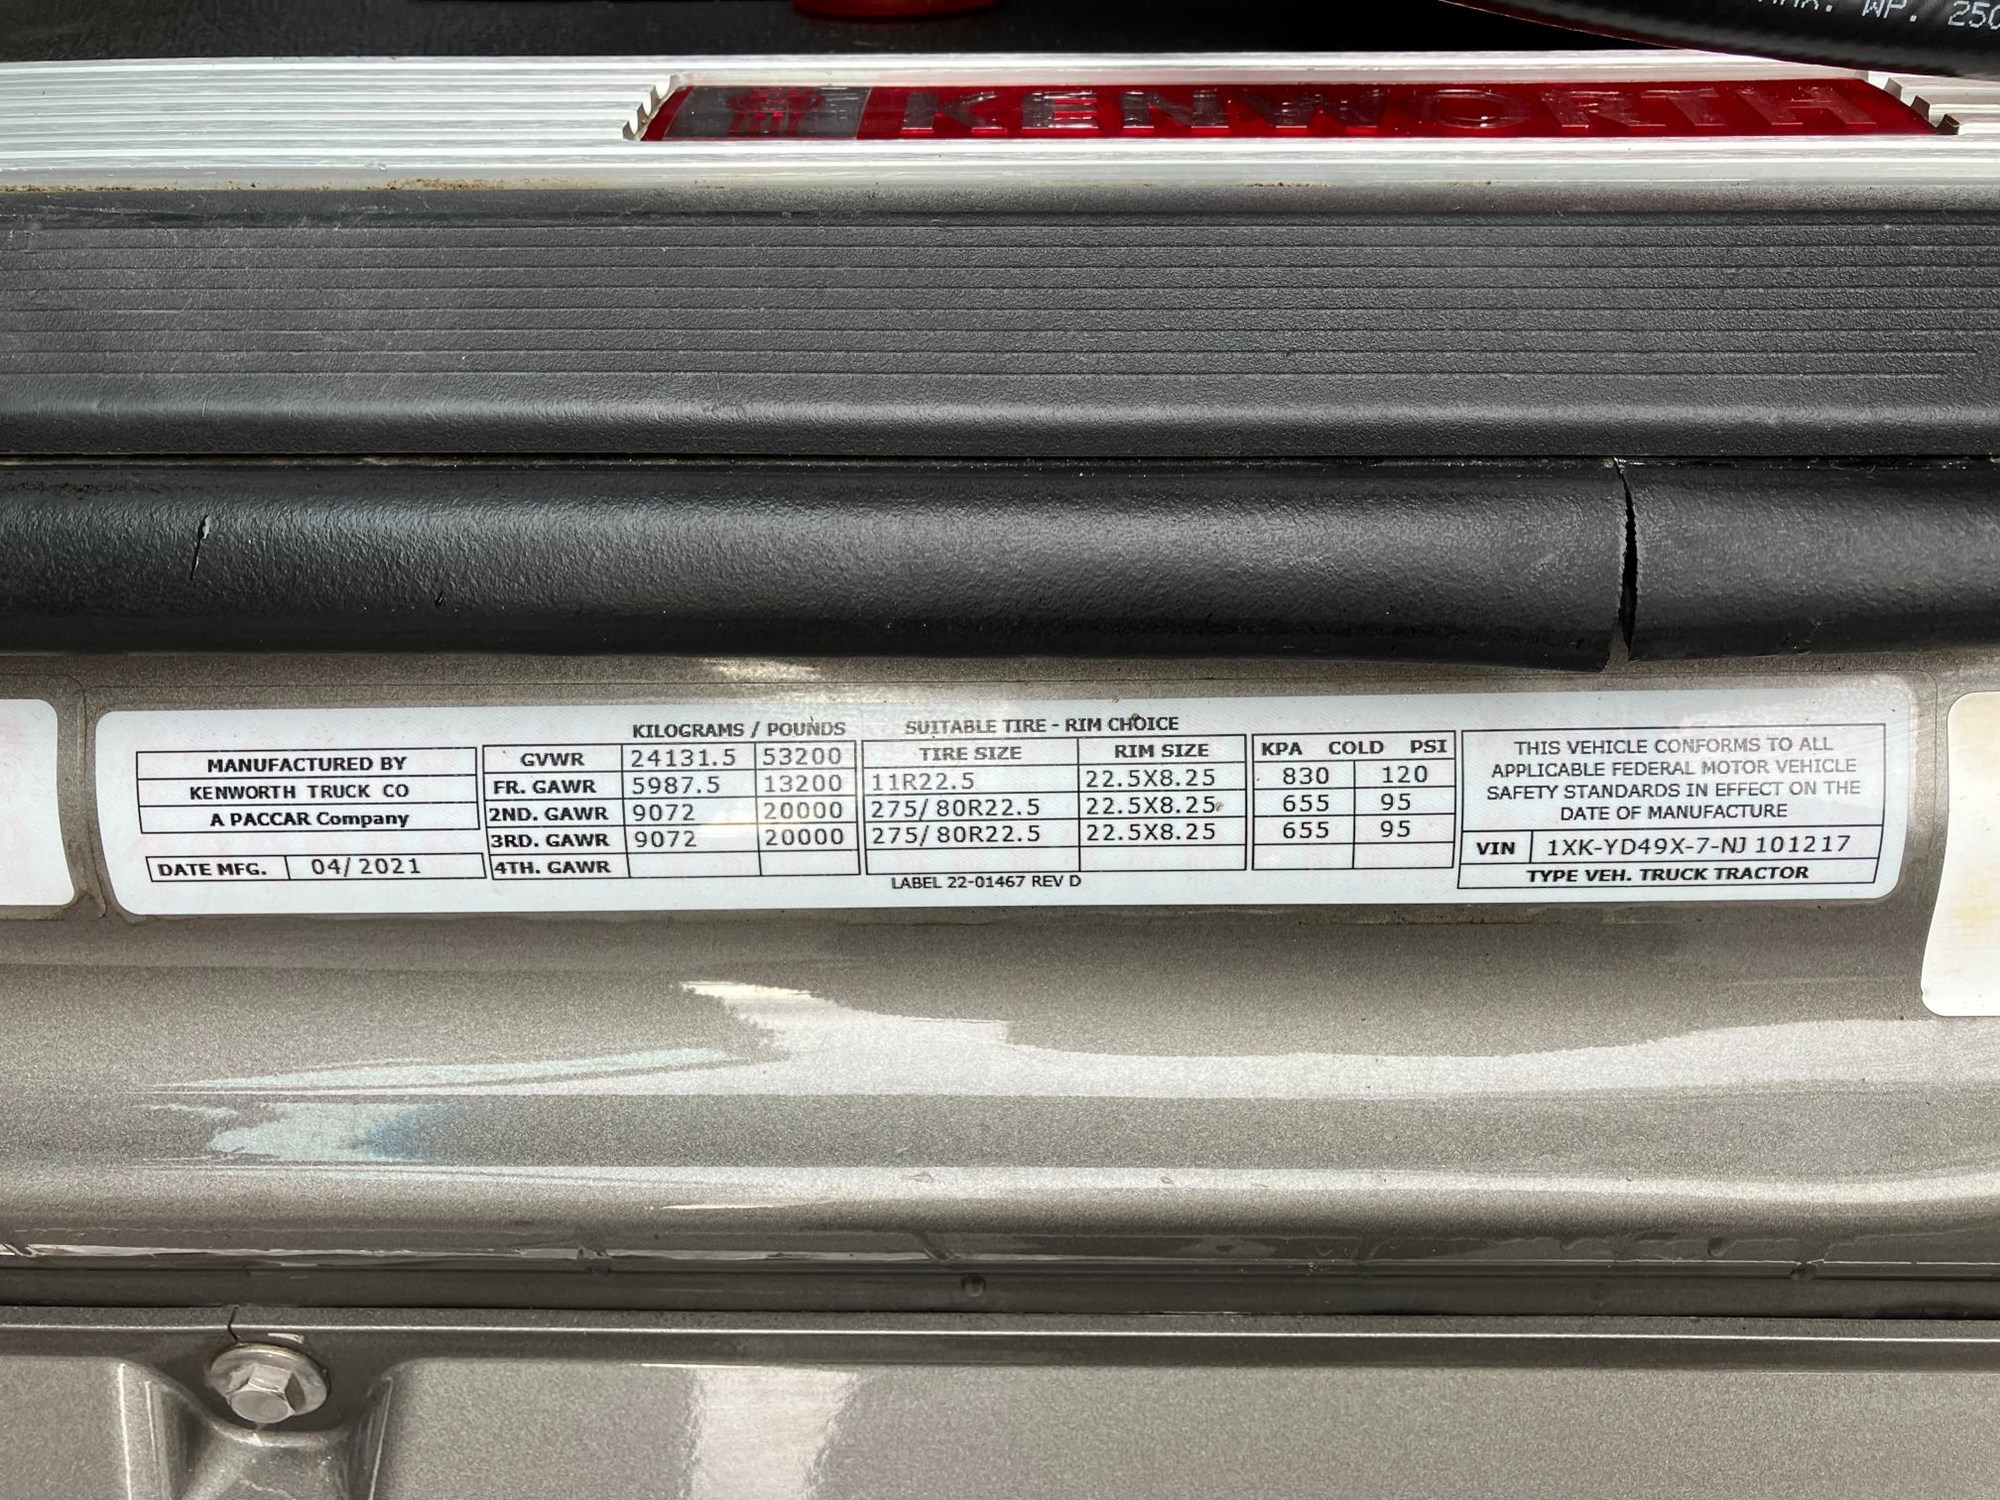 WP. 250
KENWORTH
KILOGRAMS / POUNDS SUITABLE TIRE - RIM CHOICE
MANUFACTURED BY
KENWORTH TRUCK CO
A PACCAR Company
DATE MFG. 04/2021
GVWR 24131.5 53200
FR. GAWR 5987.5 13200
2ND. GAWR 9072 20000
3RD. GAWR 9072 20000
4TH. GAWR
TIRE SIZE RIM SIZE
11R22.5 22.5X8.25
275/80R22.5 22.5X8.25
275/80R22.5 22.5X8.25
LABEL 22-01467 REV D
KPA COLD PSI
830 120
655 95
655 95
THIS VEHICLE CONFORMS TO ALL
APPLICABLE FEDERAL MOTOR VEHICLE
SAFETY STANDARDS IN EFFECT ON THE
DATE OF MANUFACTURE
VIN 1XK-YD49X-7-NJ 101217
TYPE VEH. TRUCK TRACTOR